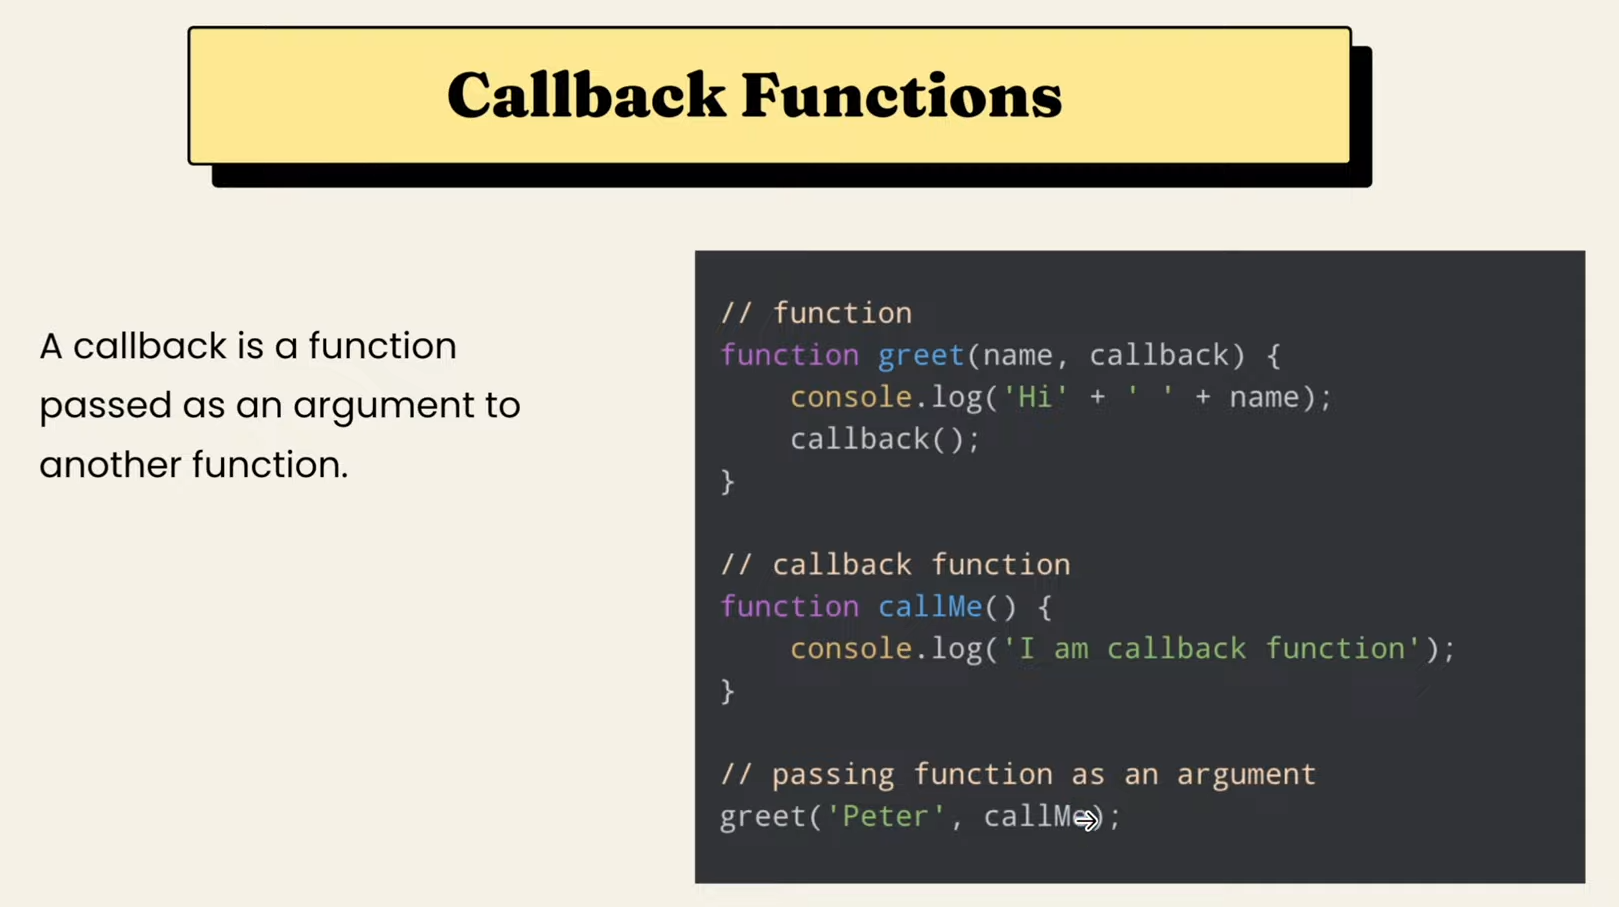 Callback Functions
A callback is a function
passed as an argument to
another function.
// function
function greet(name, callback) {
    console.log('Hi' + ' ' + name);
    callback();
}
// callback function
function callMe() {
    console.log('I am callback function');
}
// passing function as an argument
greet('Peter', callMe);